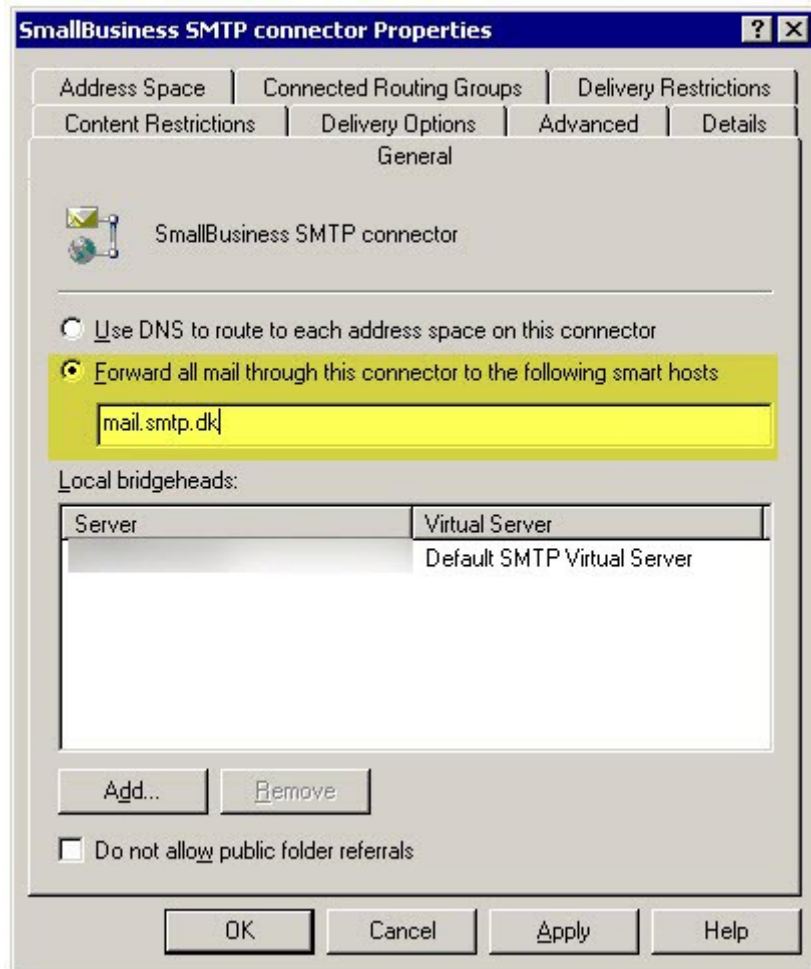 SmallBusiness SMTP connector Properties
Address Space Connected Routing Groups Delivery Restrictions
Content Restrictions Delivery Options Advanced Details
General
SmallBusiness SMTP connector
Use DNS to route to each address space on this connector
Forward all mail through this connector to the following smart hosts
mail.smtp.dk
Local bridgeheads:
Server Virtual Server
Default SMTP Virtual Server
Add... Remove
Do not allow public folder referrals
OK Cancel Apply Help